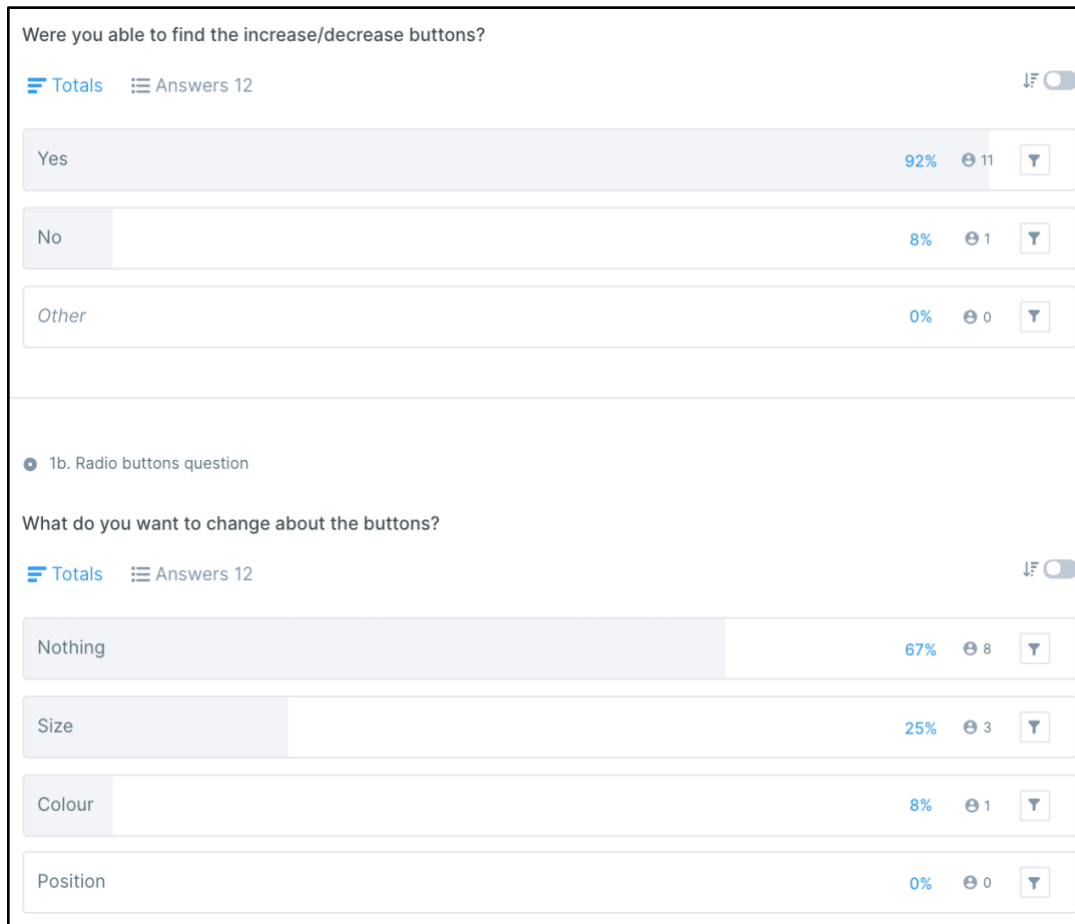 Were you able to find the increase/decrease buttons?
Totals Answers 12
Yes 92% 11
No 8% 1
Other 0% 0
1b. Radio buttons question
What do you want to change about the buttons?
Totals Answers 12
Nothing 67% 8
Size 25% 3
Colour 8% 1
Position 0% 0